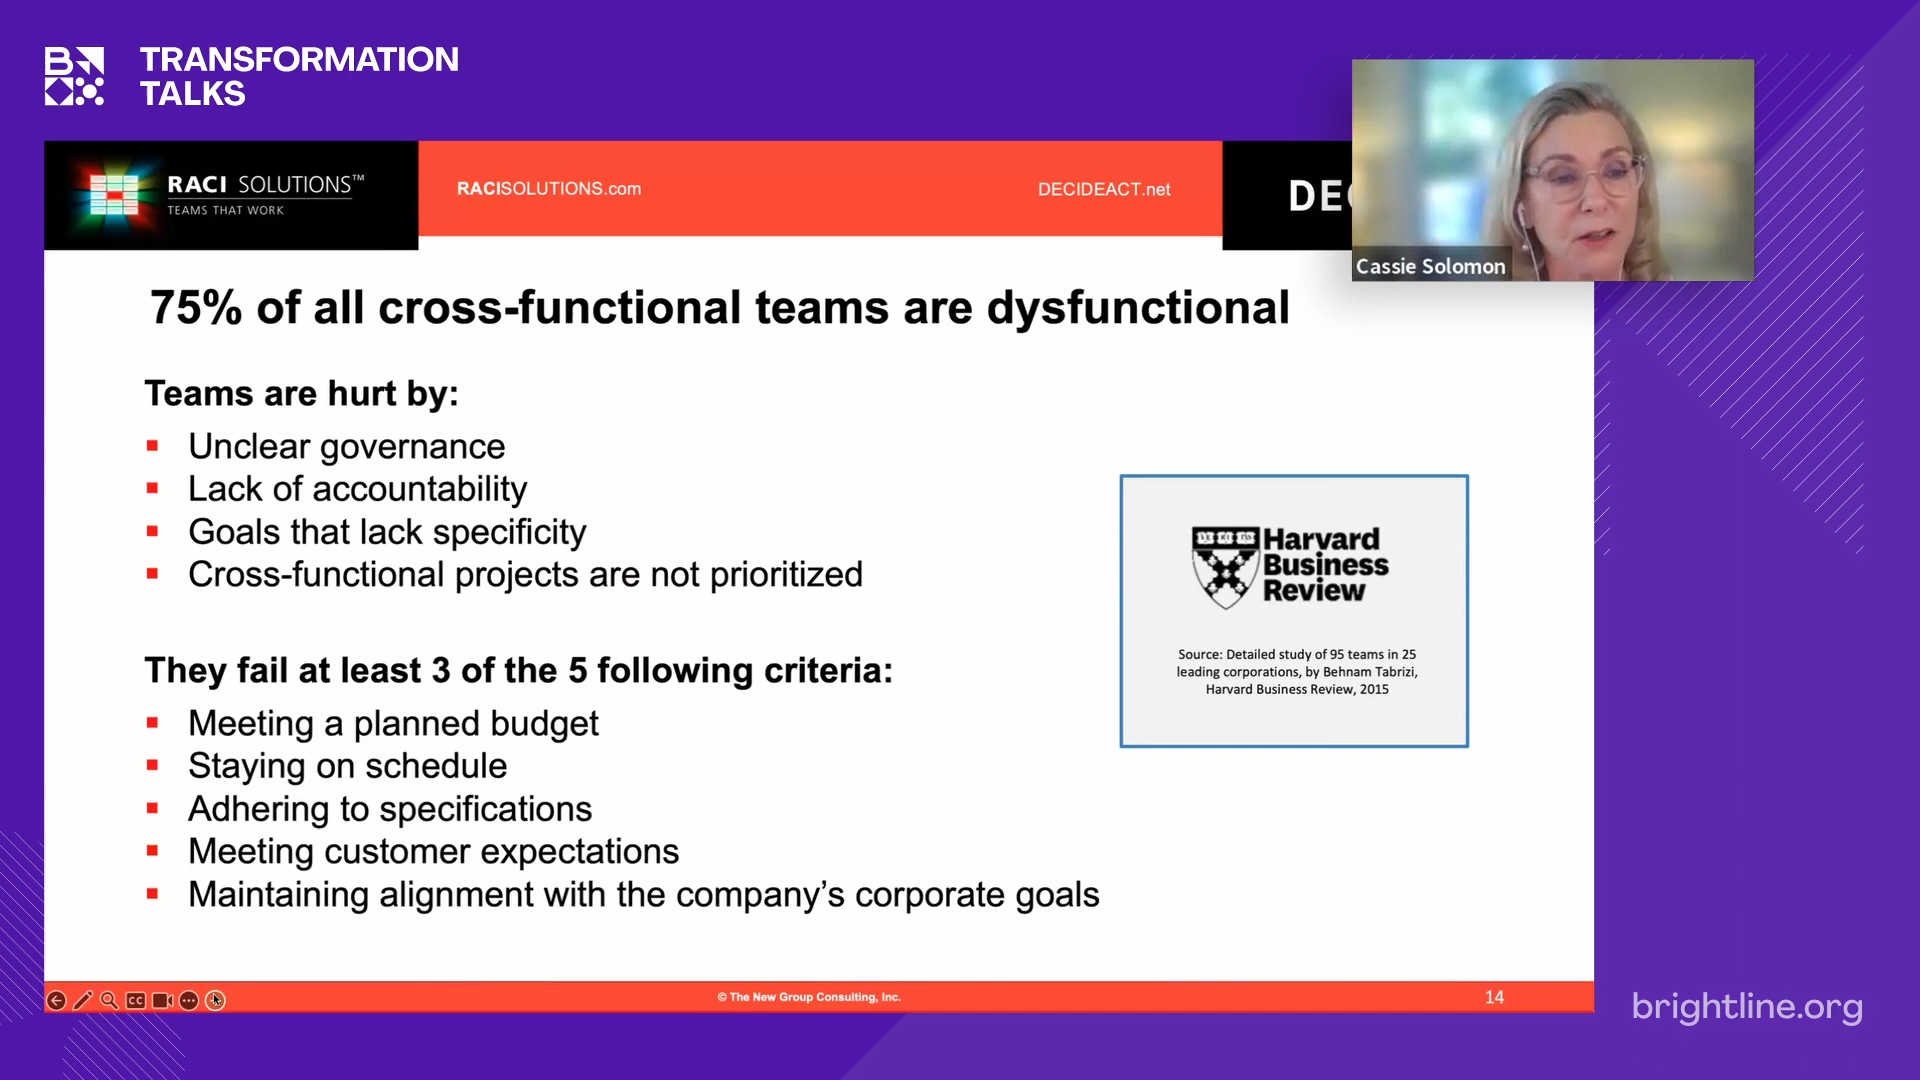 TRANSFORMATION
TALKS
RACI SOLUTIONS™
TEAMS THAT WORK
RACISOLUTIONS.com
DECIDEACT.net
Cassie Solomon
75% of all cross-functional teams are dysfunctional
Teams are hurt by:
Unclear governance
Lack of accountability
Goals that lack specificity
Cross-functional projects are not prioritized
They fail at least 3 of the 5 following criteria:
Meeting a planned budget
Staying on schedule
Adhering to specifications
Meeting customer expectations
Maintaining alignment with the company’s corporate goals
Harvard
Business
Review
Source: Detailed study of 95 teams in 25
leading corporations, by Behnam Tabrizi,
Harvard Business Review, 2015
CC
© The New Group Consulting, Inc.
14
brightline.org